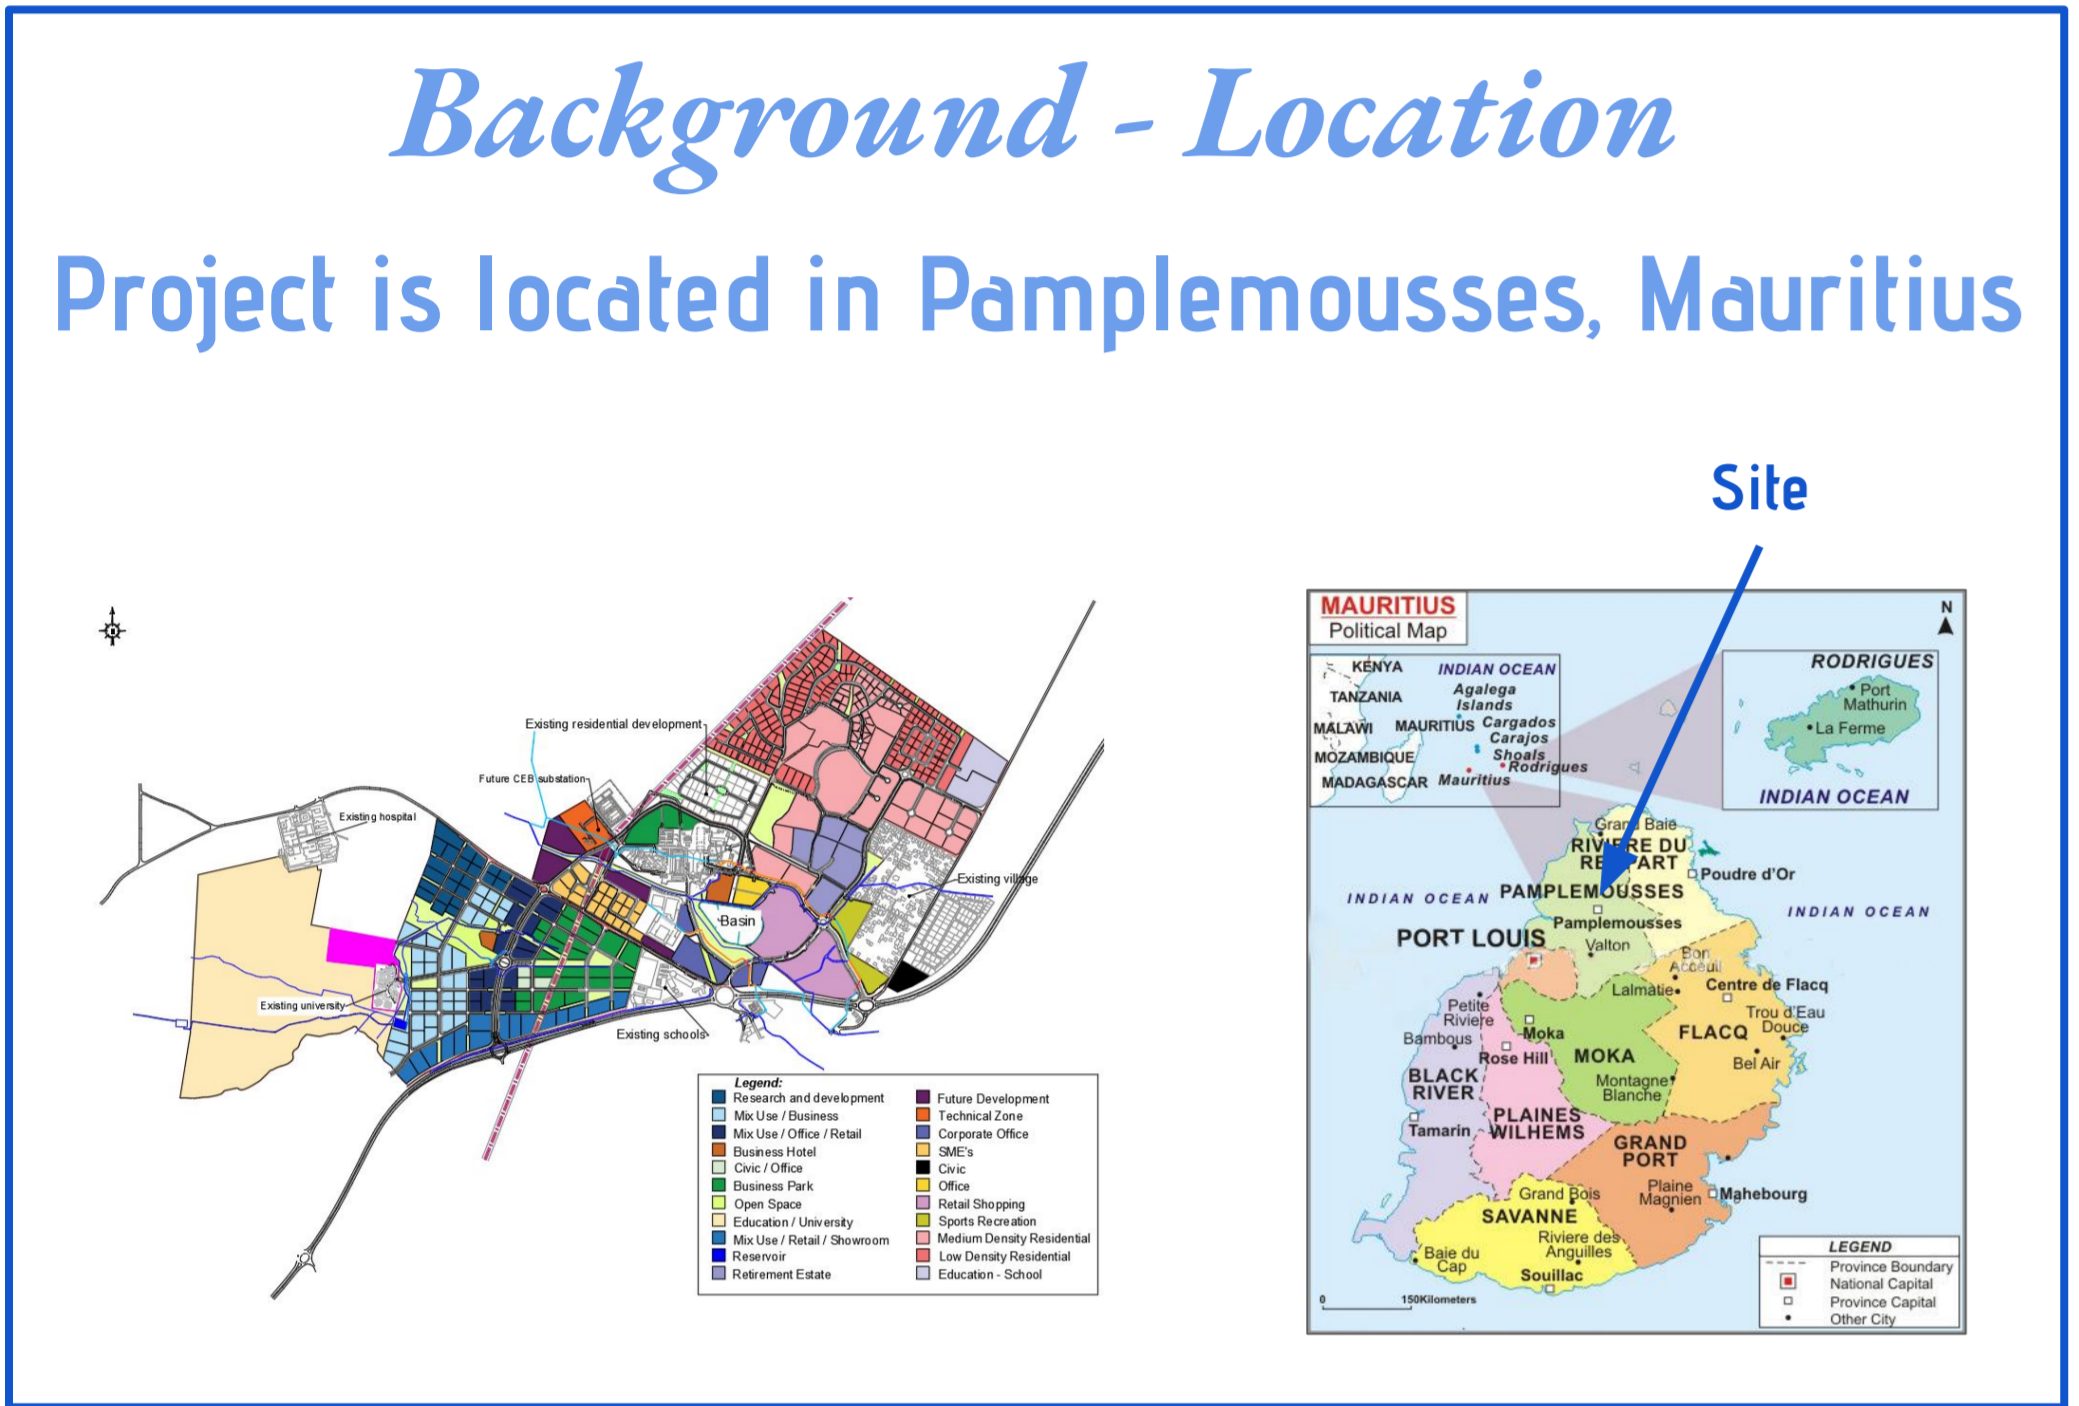 Background - Location
Project is located in Pamplemousses, Mauritius
Site
Existing residential development
Future CEB substation
Existing hospital
Existing village
Basin
Existing university
Existing schools
Legend:
Research and development
Mix Use / Business
Mix Use / Office / Retail
Business Hotel
Civic / Office
Business Park
Open Space
Education / University
Mix Use / Retail / Showroom
Reservoir
Retirement Estate
Future Development
Technical Zone
Corporate Office
SME's
Civic
Office
Retail Shopping
Sports Recreation
Medium Density Residential
Low Density Residential
Education - School
MAURITIUS
Political Map
N
KENYA
TANZANIA
MALAWI
MOZAMBIQUE
MADAGASCAR
INDIAN OCEAN
Agalega
Islands
MAURITIUS
Cargados
Carajos
Shoals
Rodrigues
Mauritius
RODRIGUES
Port
Mathurin
La Ferme
INDIAN OCEAN
Grand Baie
RIVIERE DU
Poudre d'Or
INDIAN OCEAN
PAMPLEMOUSSES
INDIAN OCEAN
Pamplemousses
PORT LOUIS
Valton
Bon
Acceuil
Lalmatie
Centre de Flacq
Petite
Riviere
Trou d'Eau
Douce
Moka
FLACQ
Bambous
Rose Hill
MOKA
Bel Air
BLACK
RIVER
Montagne
Blanche
PLAINES
WILHEMS
Tamarin
GRAND
PORT
Plaine
Magnien
Mahebourg
Grand Bois
SAVANNE
Riviere des
Anguilles
Baie du
Cap
Souillac
0 150Kilometers
LEGEND
Province Boundary
National Capital
Province Capital
Other City